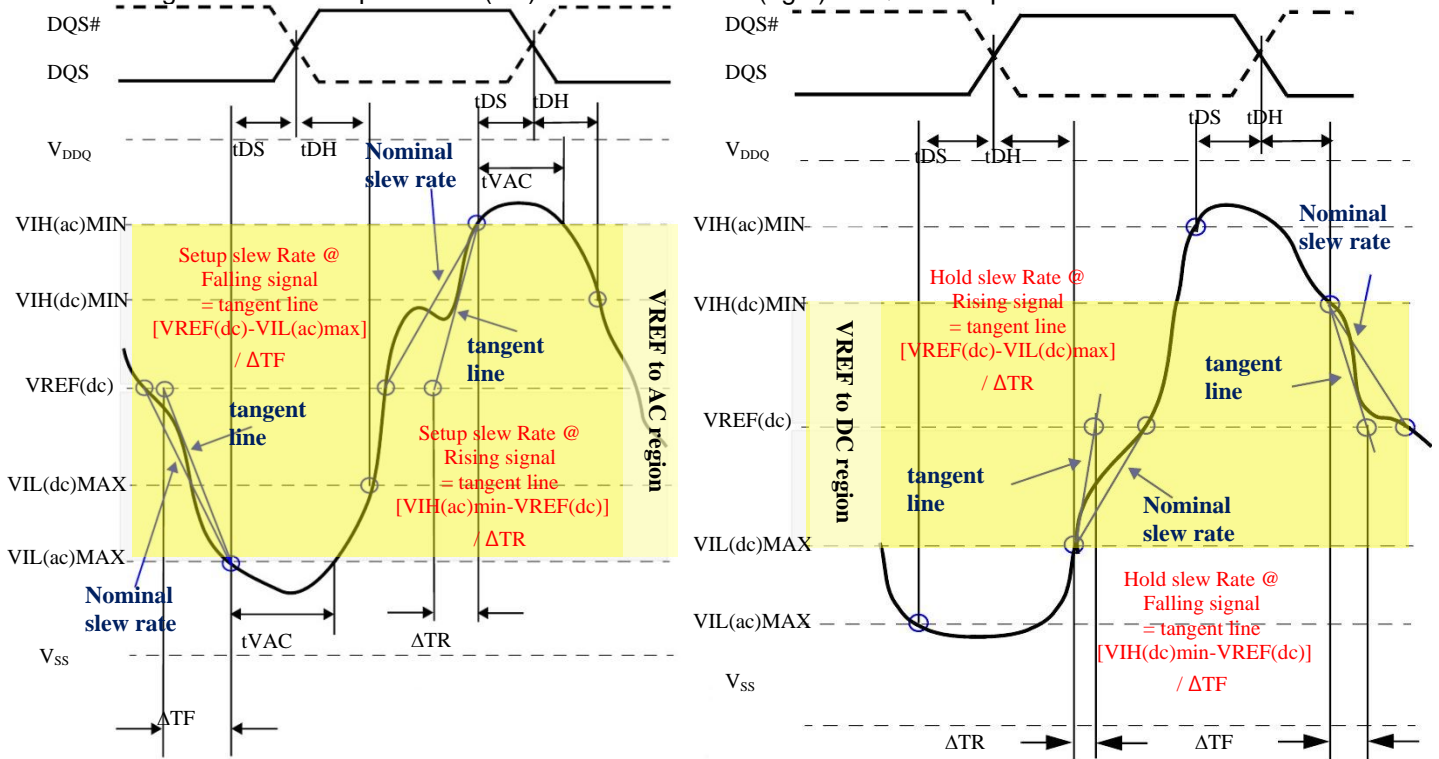 DQS#
DQS
tDS
tDH
tDS
tDH
VDDQ
Nominal
slew rate
tVAC
VIH(ac)MIN
Setup slew Rate @
Falling signal
= tangent line
[VREF(dc)-VIL(ac)max]
/ ΔTF
VIH(dc)MIN
tangent
line
VREF to AC region
VREF(dc)
tangent
line
Setup slew Rate @
Rising signal
= tangent line
[VIH(ac)min-VREF(dc)]
/ ΔTR
VIL(dc)MAX
VIL(ac)MAX
Nominal
slew rate
tVAC
ΔTR
VSS
ΔTF
DQS#
DQS
tDS
tDH
tDS
tDH
VDDQ
VIH(ac)MIN
Nominal
slew rate
Hold slew Rate @
Rising signal
= tangent line
[VREF(dc)-VIL(dc)max]
/ ΔTR
VIH(dc)MIN
VREF to DC region
tangent
line
VREF(dc)
tangent
line
Nominal
slew rate
VIL(dc)MAX
Hold slew Rate @
Falling signal
= tangent line
[VIH(dc)min-VREF(dc)]
/ ΔTF
VIL(ac)MAX
VSS
ΔTR
ΔTF